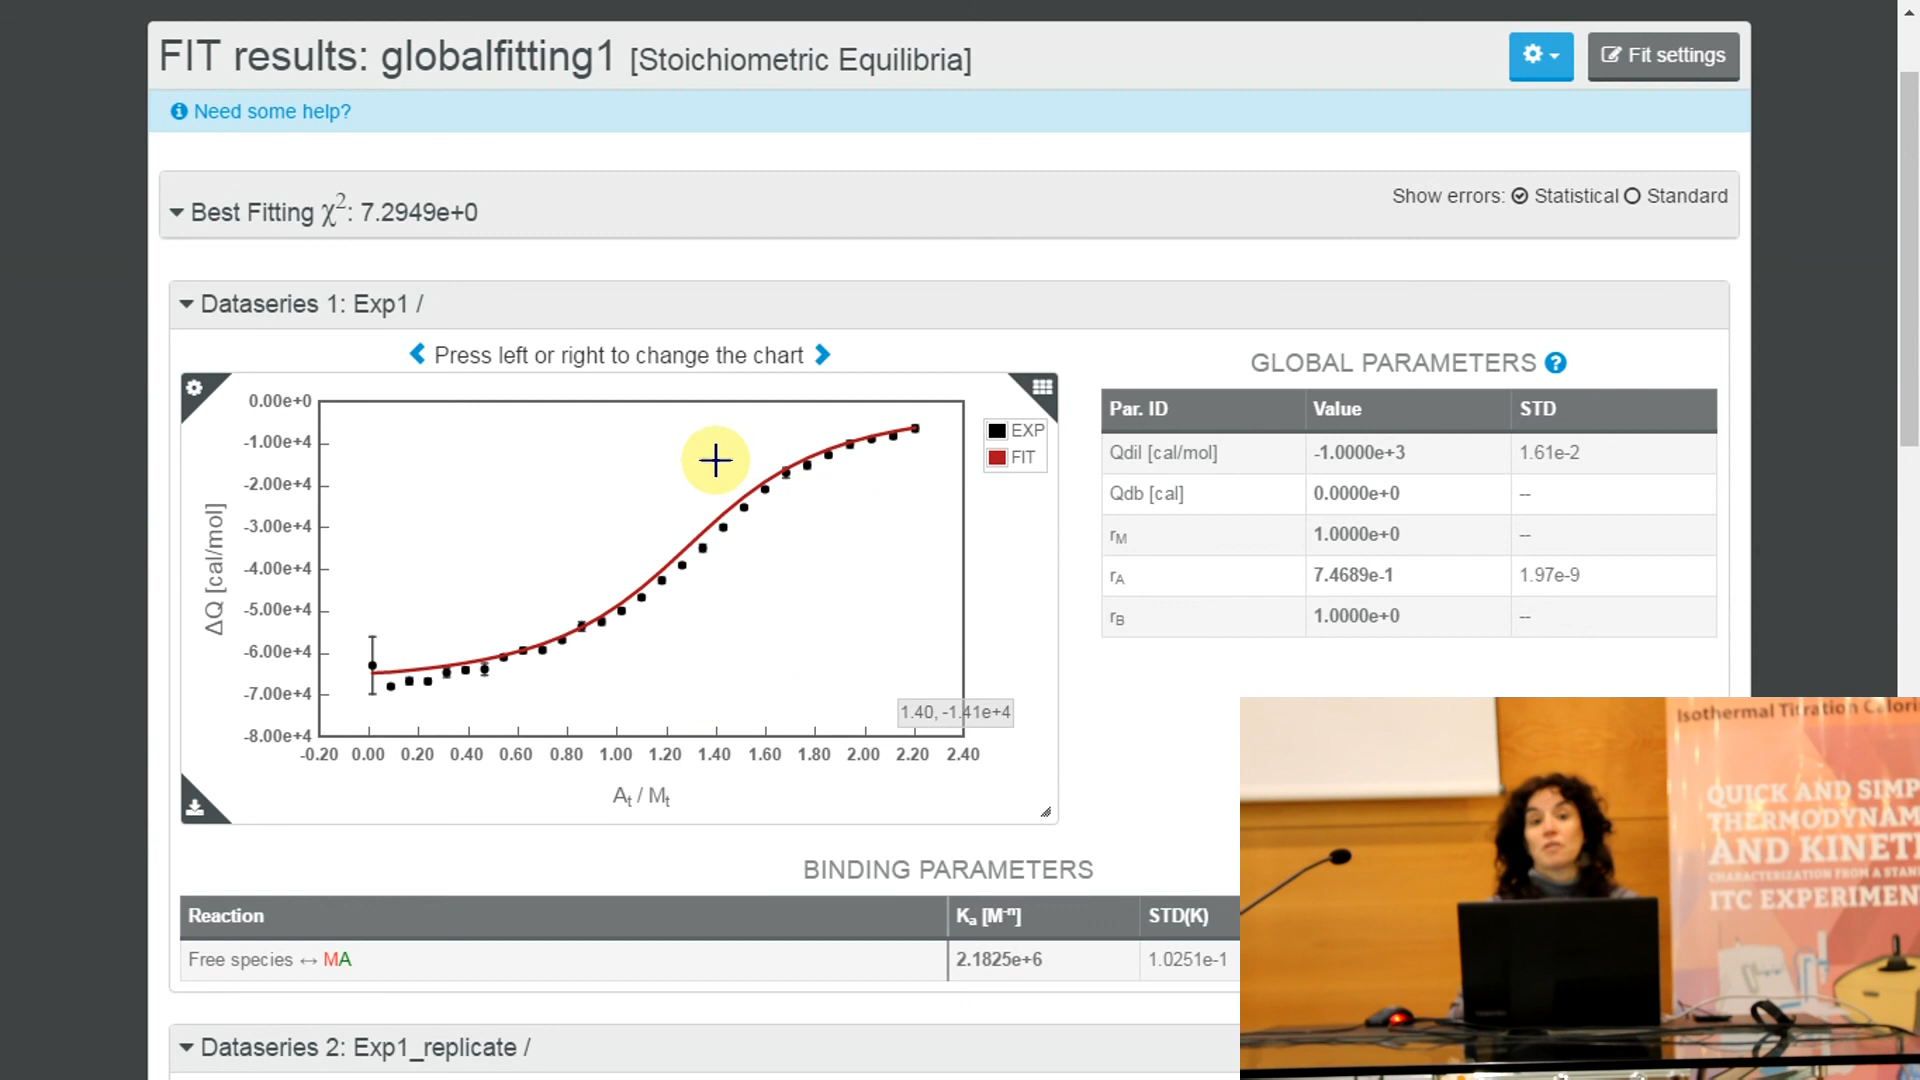 FIT results: globalfitting1 [Stoichiometric Equilibria]
Fit settings
Need some help?
Best Fitting χ²: 7.2949e+0
Show errors: Statistical Standard
Dataseries 1: Exp1 /
Press left or right to change the chart
0.00e+0
-1.00e+4
-2.00e+4
-3.00e+4
-4.00e+4
-5.00e+4
-6.00e+4
-7.00e+4
-8.00e+4
ΔQ [cal/mol]
-0.20 0.00 0.20 0.40 0.60 0.80 1.00 1.20 1.40 1.60 1.80 2.00 2.20 2.40
At / Mt
EXP
FIT
1.40, -1.41e+4
GLOBAL PARAMETERS
Par. ID Value STD
Qdil [cal/mol] -1.0000e+3 1.61e-2
Qdb [cal] 0.0000e+0 --
rM 1.0000e+0 --
rA 7.4689e-1 1.97e-9
rB 1.0000e+0 --
BINDING PARAMETERS
Reaction Ka [M⁻ⁿ] STD(K)
Free species ↔ MA 2.1825e+6 1.0251e-1
Dataseries 2: Exp1_replicate /
Isothermal Titration Calori
QUICK AND SIMP
THERMODYNAM
AND KINETI
CHARACTERIZATION FROM A STAN
ITC EXPERIMEN